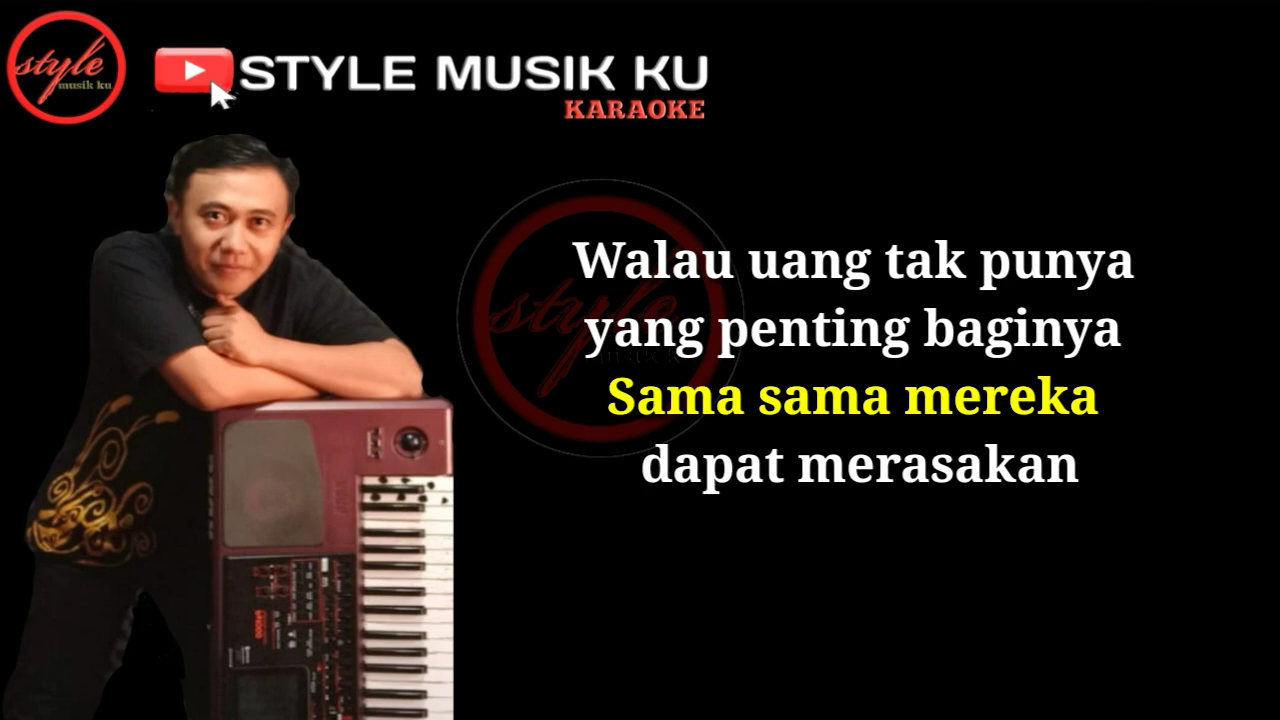 style
musik ku
STYLE MUSIK KU
KARAOKE
Walau uang tak punya
yang penting baginya
Sama sama mereka
dapat merasakan
style